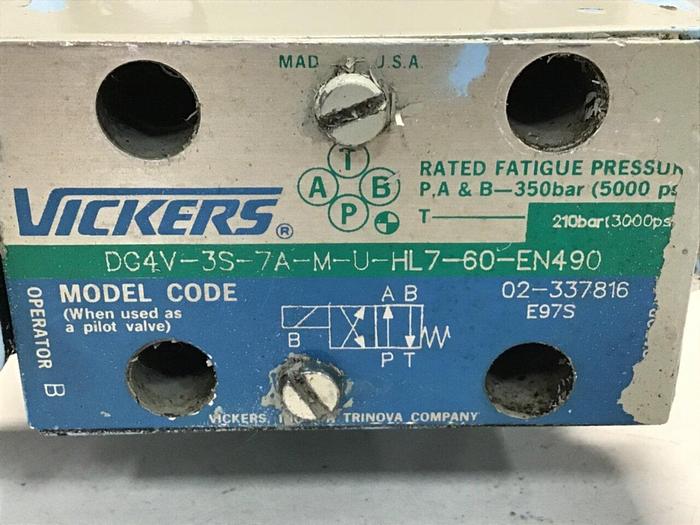 MAD U.S.A.
T
A B
P
RATED FATIGUE PRESSUR
P,A & B—350bar (5000 ps
T— 210bar(3000ps
VICKERS®
DG4V-3S-7A-M-U-HL7-60-EN490
OPERATOR B
MODEL CODE
(When used as
a pilot valve)
A B
B
P T
02-337816
E97S
VICKERS, TRINOVA COMPANY